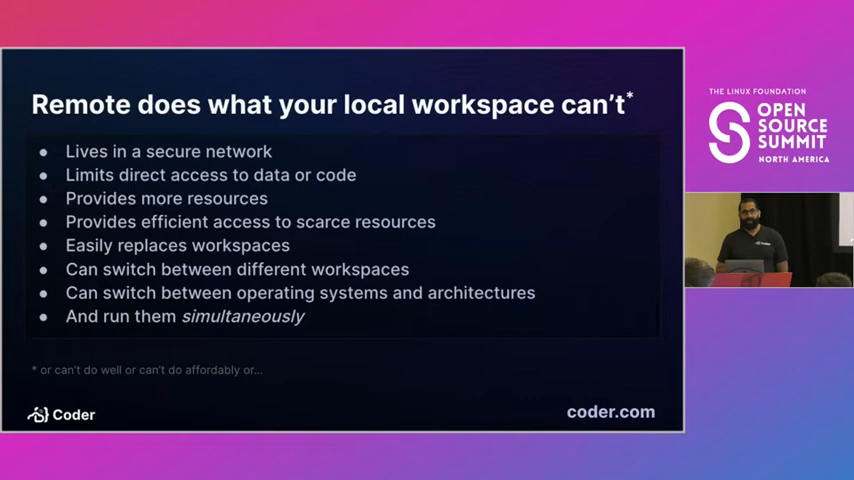 Remote does what your local workspace can't*
● Lives in a secure network
● Limits direct access to data or code
● Provides more resources
● Provides efficient access to scarce resources
● Easily replaces workspaces
● Can switch between different workspaces
● Can switch between operating systems and architectures
● And run them simultaneously
* or can't do well or can't do affordably or...
Coder
coder.com
THE LINUX FOUNDATION
OPEN
SOURCE
SUMMIT
NORTH AMERICA
Coder